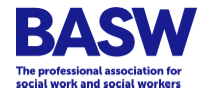 BASW
The professional association for
social work and social workers